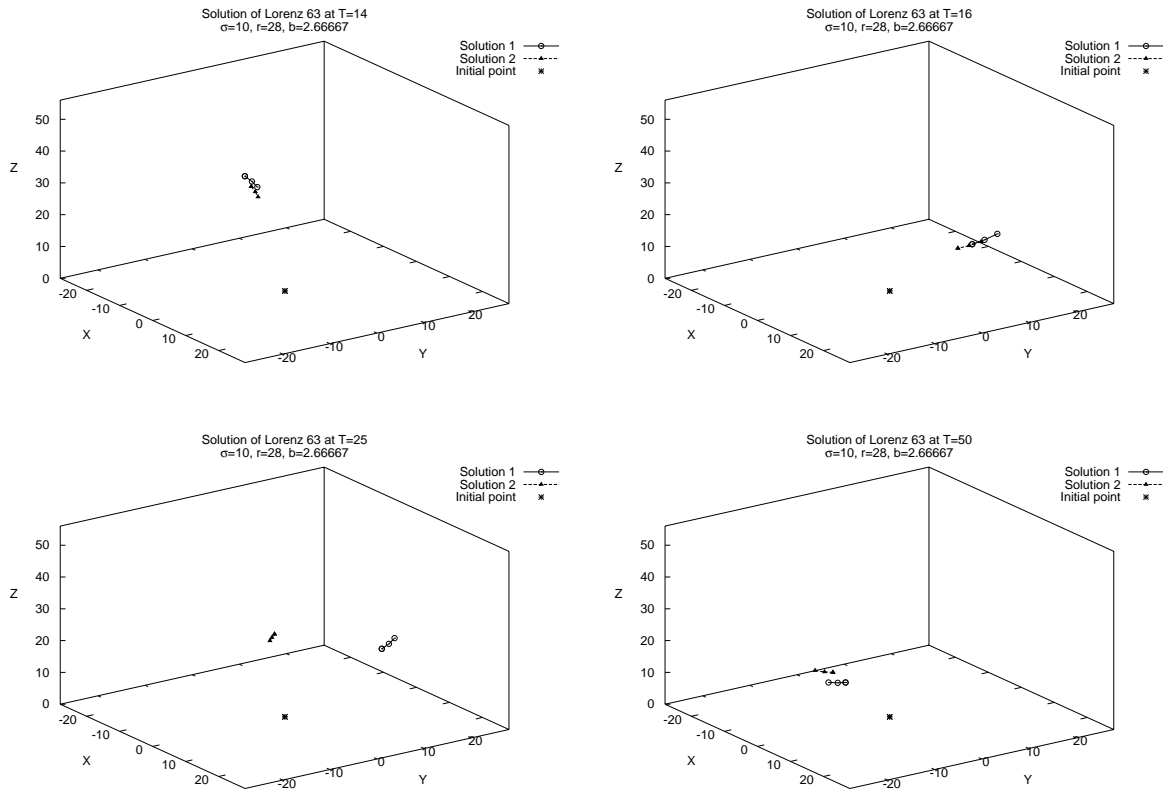 Solution of Lorenz 63 at T=14
σ=10, r=28, b=2.66667
Solution 1
Solution 2
Initial point
50
40
30
20
10
0
Z
-20
-10
0
10
20
X
-20
-10
0
10
20
Y
Solution of Lorenz 63 at T=16
σ=10, r=28, b=2.66667
Solution 1
Solution 2
Initial point
50
40
30
20
10
0
Z
-20
-10
0
10
20
X
-20
-10
0
10
20
Y
Solution of Lorenz 63 at T=25
σ=10, r=28, b=2.66667
Solution 1
Solution 2
Initial point
50
40
30
20
10
0
Z
-20
-10
0
10
20
X
-20
-10
0
10
20
Y
Solution of Lorenz 63 at T=50
σ=10, r=28, b=2.66667
Solution 1
Solution 2
Initial point
50
40
30
20
10
0
Z
-20
-10
0
10
20
X
-20
-10
0
10
20
Y